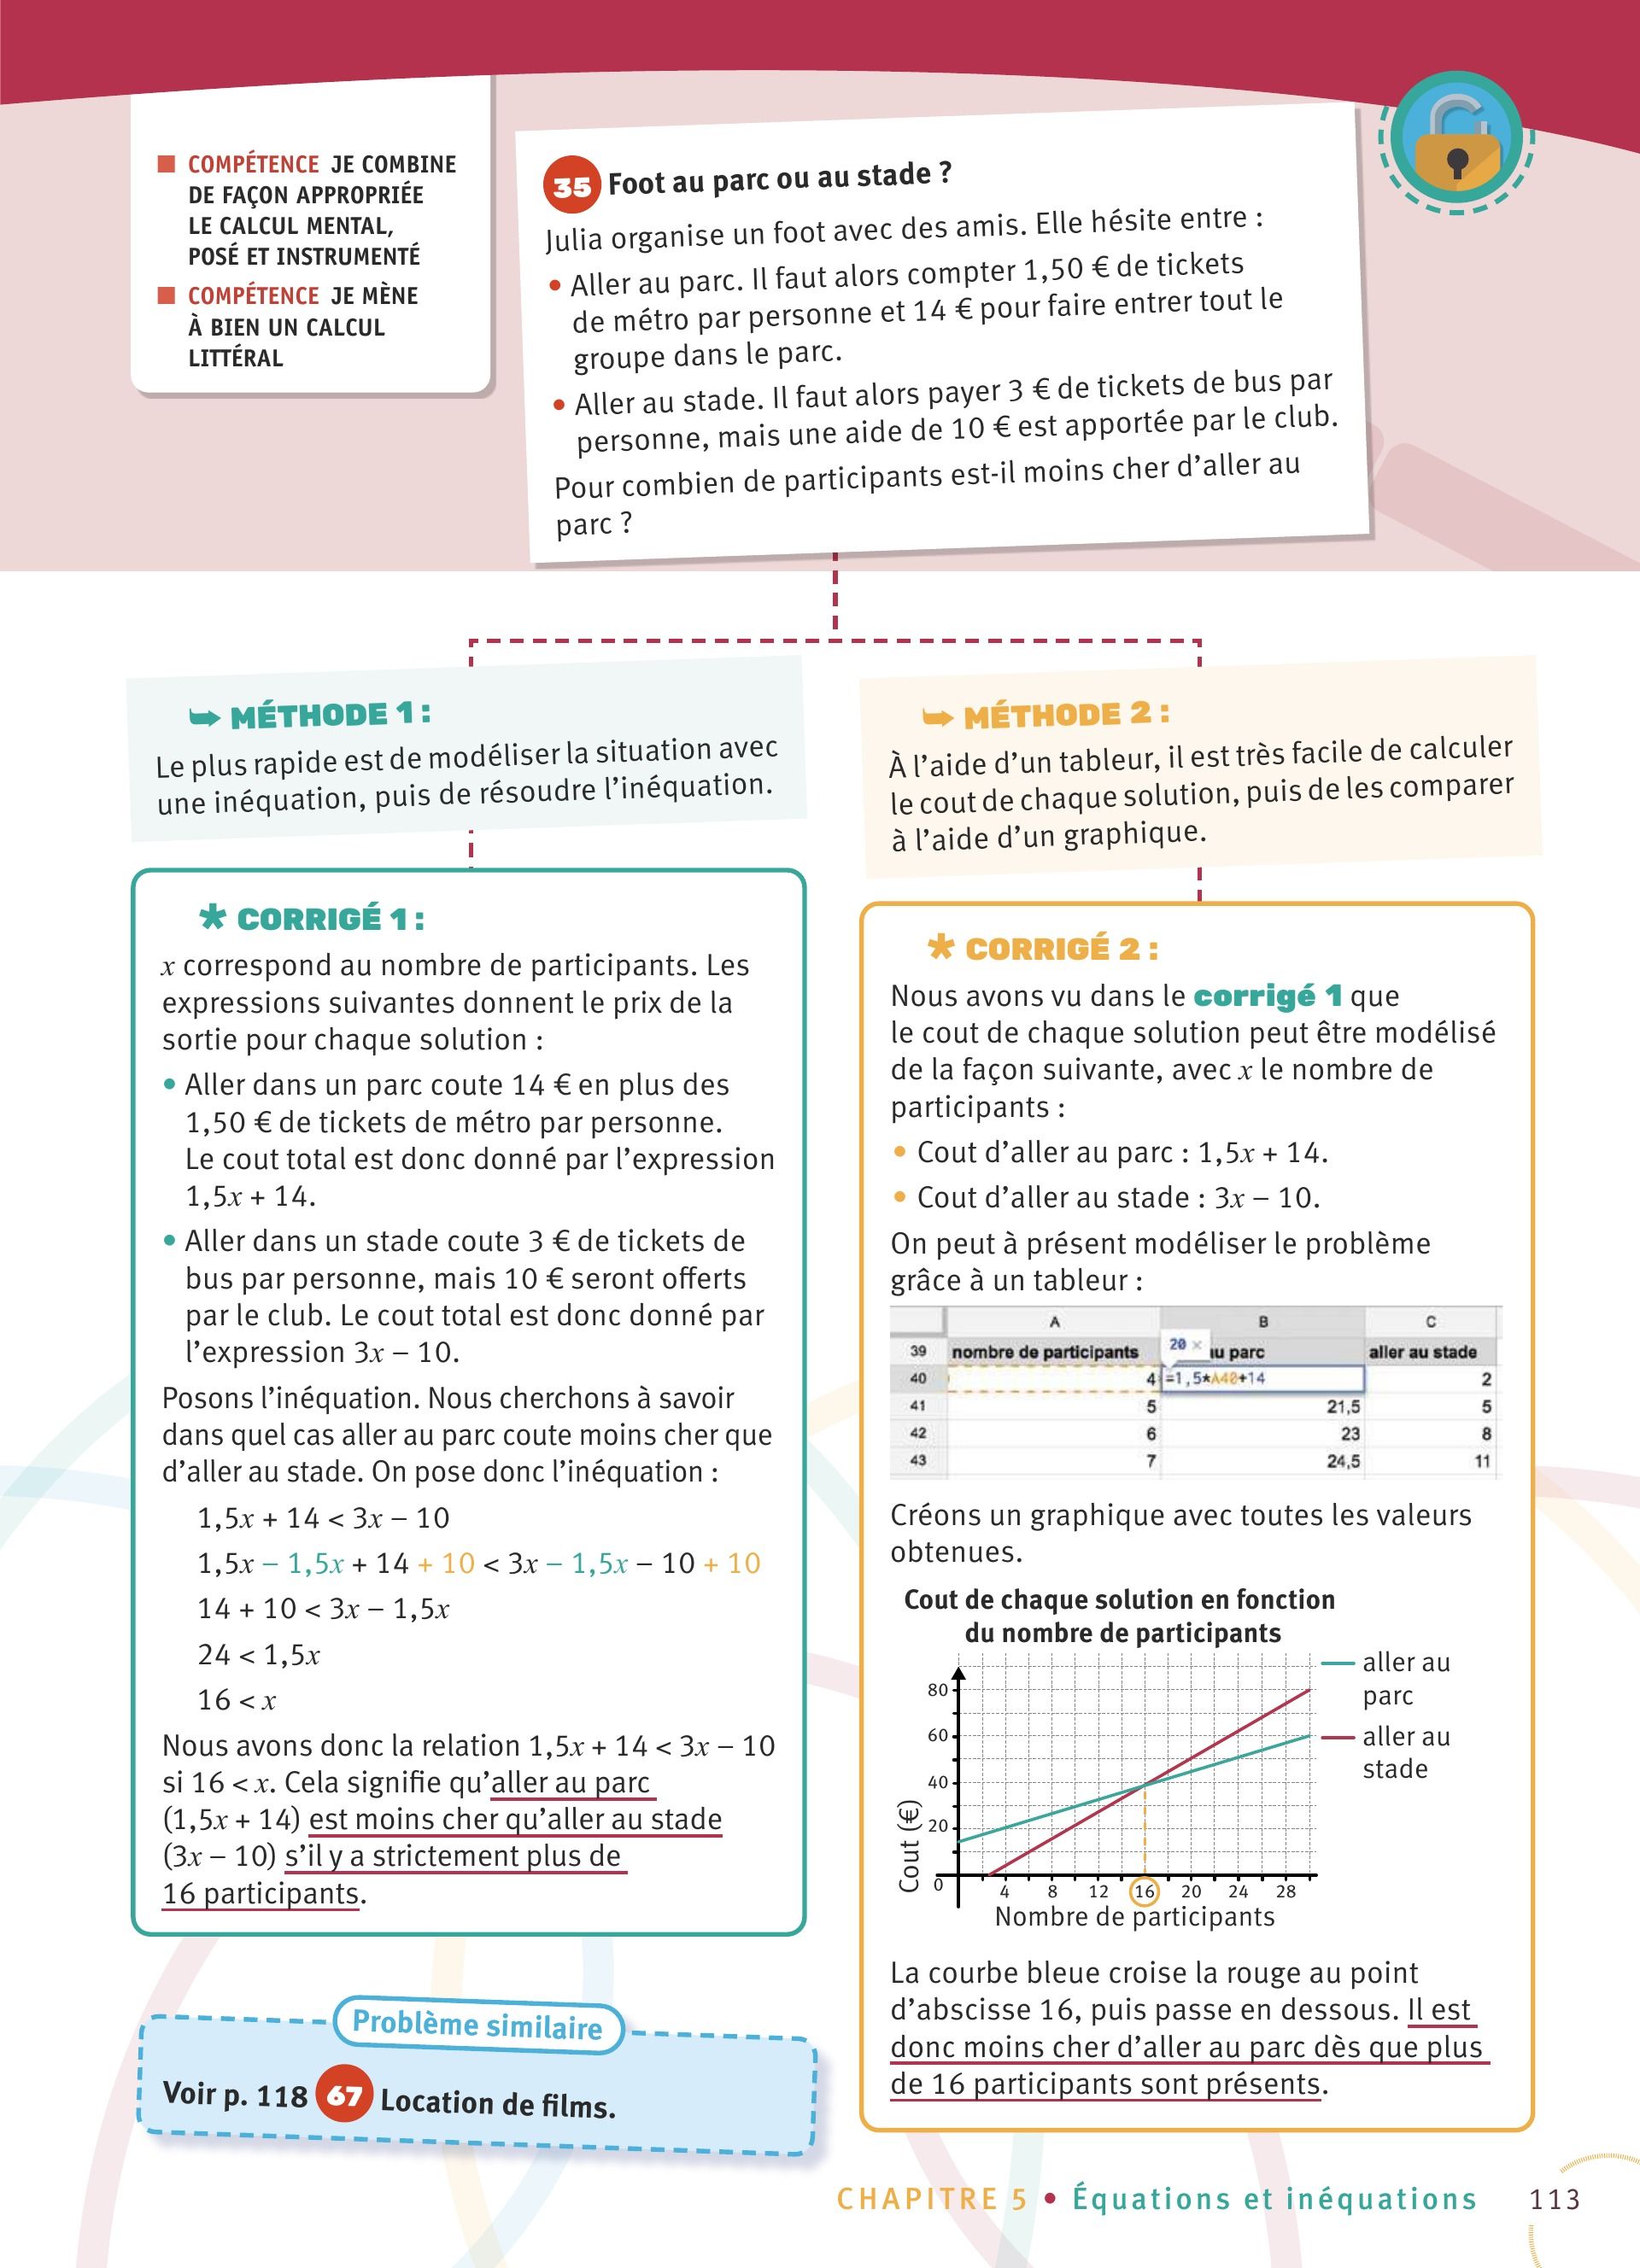 COMPÉTENCE JE COMBINE
DE FAÇON APPROPRIÉE
LE CALCUL MENTAL,
POSÉ ET INSTRUMENTÉ
COMPÉTENCE JE MÈNE
À BIEN UN CALCUL
LITTÉRAL
35 Foot au parc ou au stade ?
Julia organise un foot avec des amis. Elle hésite entre :
• Aller au parc. Il faut alors compter 1,50 € de tickets
de métro par personne et 14 € pour faire entrer tout le
groupe dans le parc.
• Aller au stade. Il faut alors payer 3 € de tickets de bus par
personne, mais une aide de 10 € est apportée par le club.
Pour combien de participants est-il moins cher d’aller au
parc ?
MÉTHODE 1 :
Le plus rapide est de modéliser la situation avec
une inéquation, puis de résoudre l’inéquation.
* CORRIGÉ 1 :
x correspond au nombre de participants. Les
expressions suivantes donnent le prix de la
sortie pour chaque solution :
• Aller dans un parc coute 14 € en plus des
1,50 € de tickets de métro par personne.
Le cout total est donc donné par l’expression
1,5x + 14.
• Aller dans un stade coute 3 € de tickets de
bus par personne, mais 10 € seront offerts
par le club. Le cout total est donc donné par
l’expression 3x – 10.
Posons l’inéquation. Nous cherchons à savoir
dans quel cas aller au parc coute moins cher que
d’aller au stade. On pose donc l’inéquation :
1,5x + 14 < 3x – 10
1,5x – 1,5x + 14 + 10 < 3x – 1,5x – 10 + 10
14 + 10 < 3x – 1,5x
24 < 1,5x
16 < x
Nous avons donc la relation 1,5x + 14 < 3x – 10
si 16 < x. Cela signifie qu’aller au parc
(1,5x + 14) est moins cher qu’aller au stade
(3x – 10) s’il y a strictement plus de
16 participants.
Problème similaire
Voir p. 118 67 Location de films.
MÉTHODE 2 :
À l’aide d’un tableur, il est très facile de calculer
le cout de chaque solution, puis de les comparer
à l’aide d’un graphique.
* CORRIGÉ 2 :
Nous avons vu dans le corrigé 1 que
le cout de chaque solution peut être modélisé
de la façon suivante, avec x le nombre de
participants :
• Cout d’aller au parc : 1,5x + 14.
• Cout d’aller au stade : 3x – 10.
On peut à présent modéliser le problème
grâce à un tableur :
A B C
39 nombre de participants 20 × au parc aller au stade
40 4 =1,5*A40+14 2
41 5 21,5 5
42 6 23 8
43 7 24,5 11
Créons un graphique avec toutes les valeurs
obtenues.
Cout de chaque solution en fonction
du nombre de participants
aller au
parc
aller au
stade
80
60
40
20
0
Cout (€)
4 8 12 16 20 24 28
Nombre de participants
La courbe bleue croise la rouge au point
d’abscisse 16, puis passe en dessous. Il est
donc moins cher d’aller au parc dès que plus
de 16 participants sont présents.
CHAPITRE 5 • Équations et inéquations 113